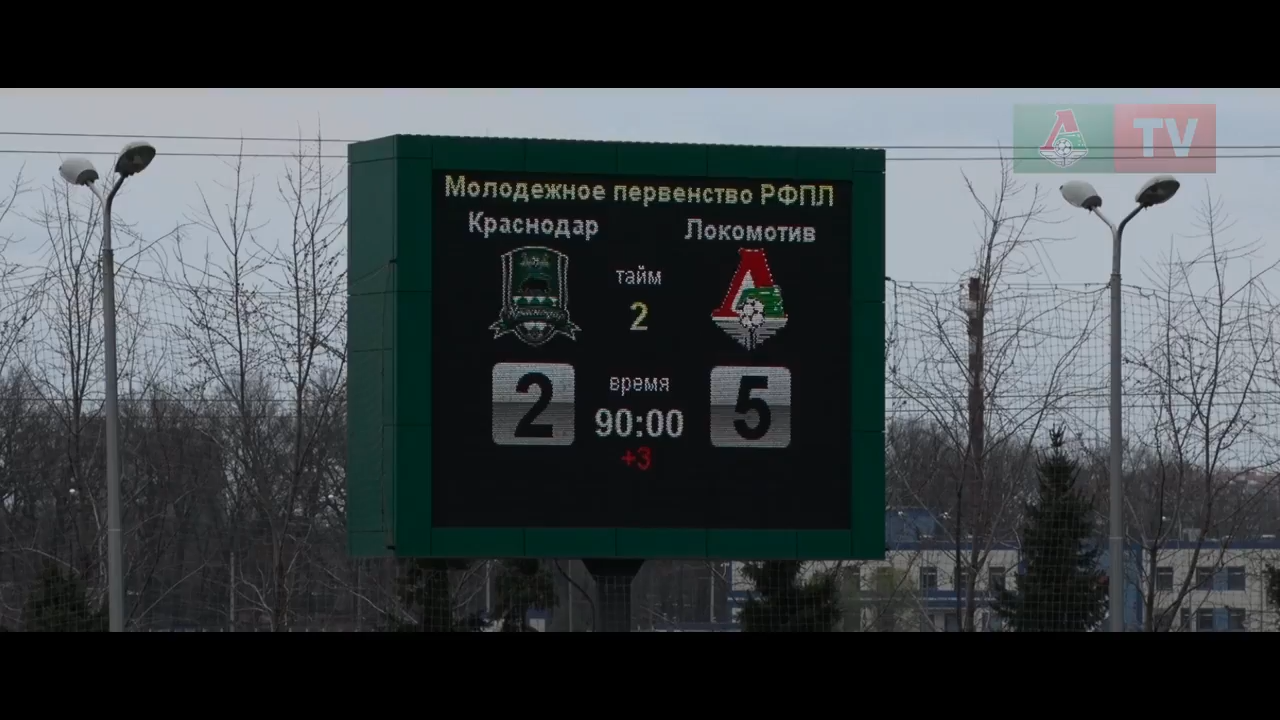 TV
Молодежное первенство РФПЛ
Краснодар Локомотив
тайм
2
время
2 90:00 5
+3